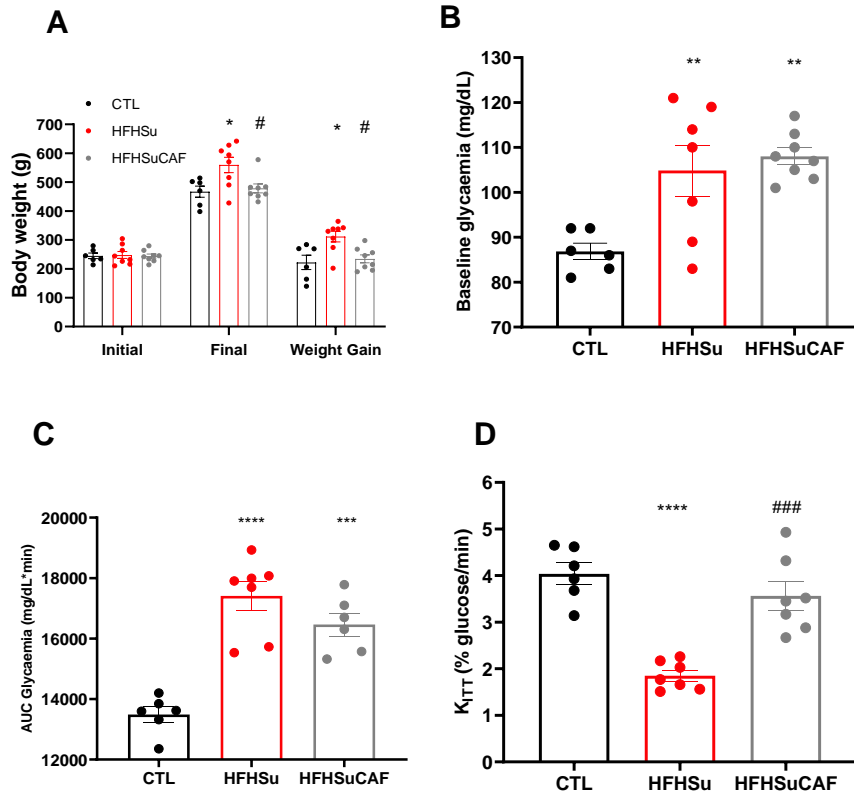 A
CTL
HFHSu
HFHSuCAF
Body weight (g)
700
600
500
400
300
200
100
0
* # * #
Initial Final Weight Gain
B
Baseline glycaemia (mg/dL)
130
120
110
100
90
80
70
** **
CTL HFHSu HFHSuCAF
C
AUC Glycaemia (mg/dL*min)
20000
18000
16000
14000
12000
**** ***
CTL HFHSu HFHSuCAF
D
KITT (% glucose/min)
6
5
4
3
2
1
0
**** ###
CTL HFHSu HFHSuCAF